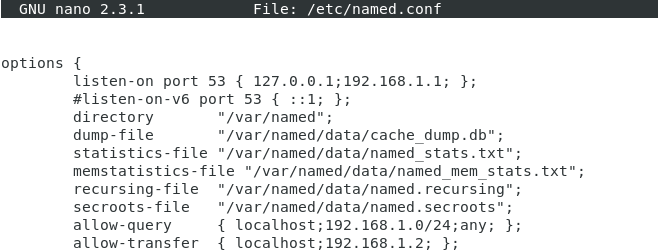 GNU nano 2.3.1 File: /etc/named.conf
options {
listen-on port 53 { 127.0.0.1;192.168.1.1; };
#listen-on-v6 port 53 { ::1; };
directory "/var/named";
dump-file "/var/named/data/cache_dump.db";
statistics-file "/var/named/data/named_stats.txt";
memstatistics-file "/var/named/data/named_mem_stats.txt";
recursing-file "/var/named/data/named.recursing";
secroots-file "/var/named/data/named.secroots";
allow-query { localhost;192.168.1.0/24;any; };
allow-transfer { localhost;192.168.1.2; };